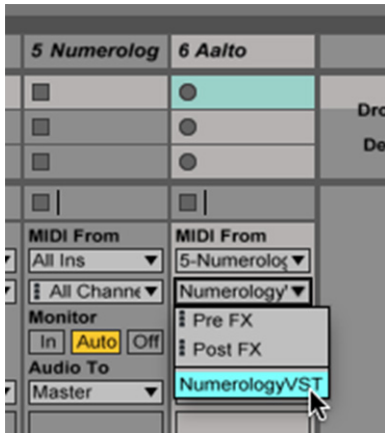 5 Numerolog
6 Aalto
Dro
De
MIDI From
MIDI From
All Ins
5-Numerolog
All Channe
Numerology'
Monitor
Pre FX
In
Auto
Off
Post FX
Audio To
NumerologyVST
Master